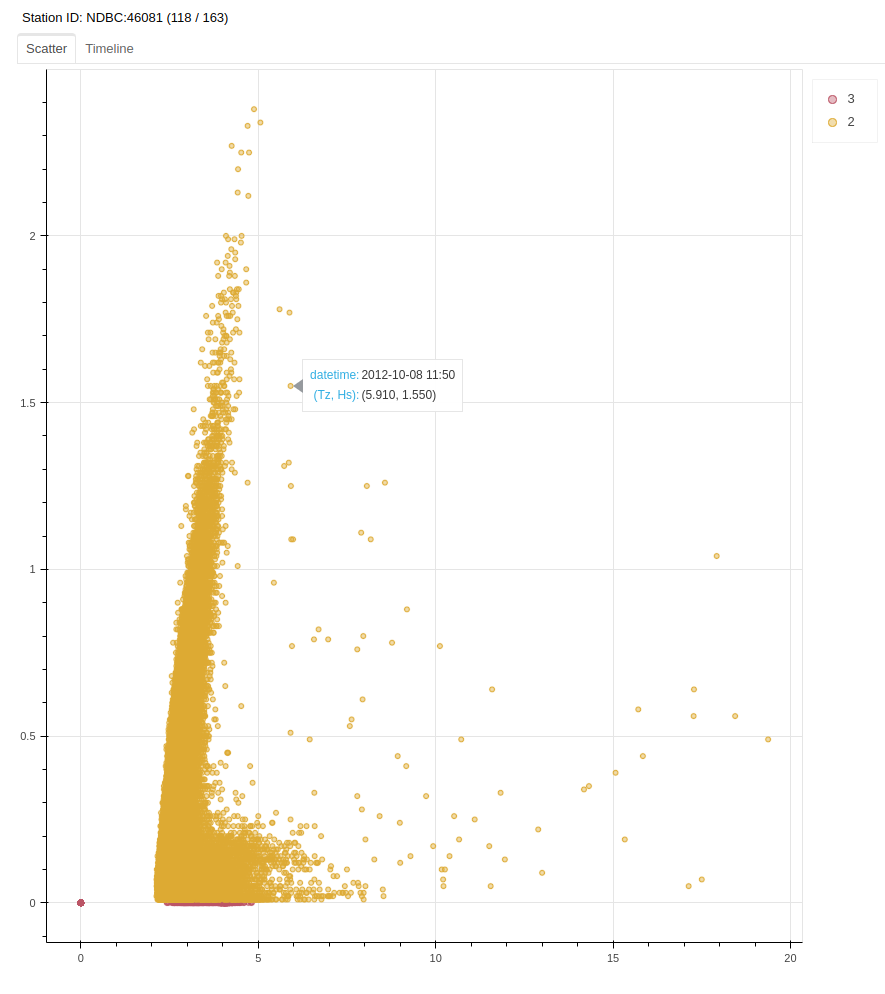 Station ID: NDBC:46081 (118 / 163)
Scatter Timeline
3
2
2
datetime: 2012-10-08 11:50
(Tz, Hs): (5.910, 1.550)
1.5
1
0.5
0
0 5 10 15 20